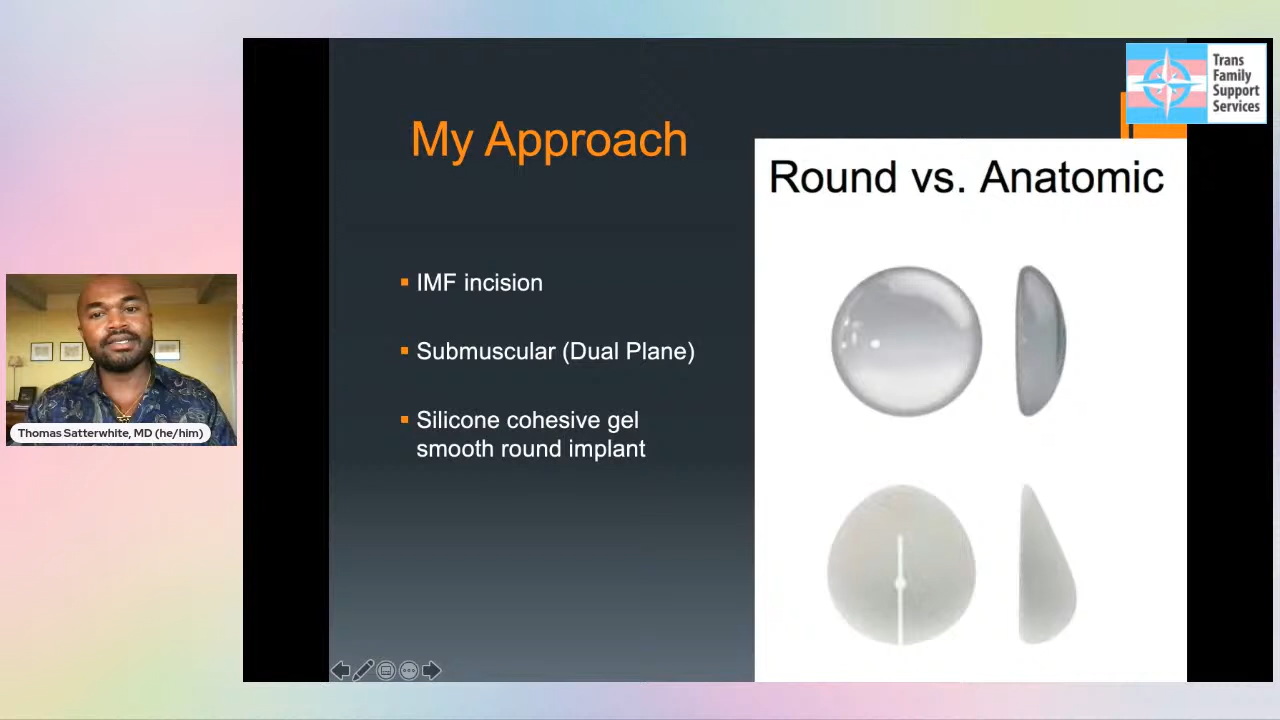 My Approach
IMF incision
Submuscular (Dual Plane)
Silicone cohesive gel
smooth round implant
Round vs. Anatomic
Trans
Family
Support
Services
Thomas Satterwhite, MD (he/him)